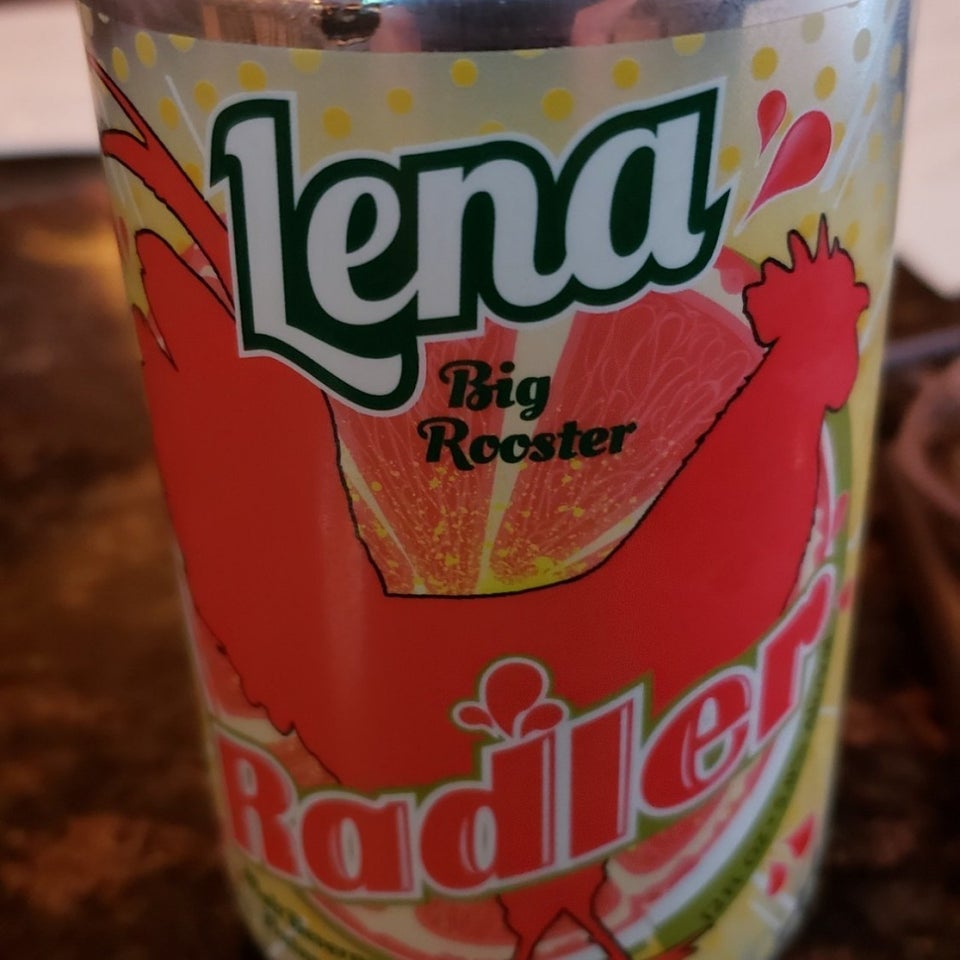 Lena
Big
Rooster
Radler